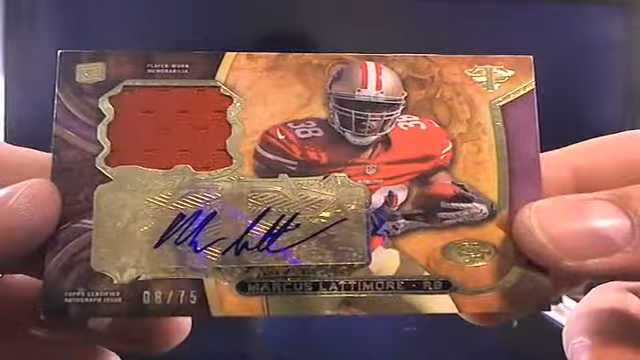 PLAYER WORN
MEMORABILIA
38
38
TOPPS CERTIFIED
AUTOGRAPH ISSUE
08/75
MARCUS LATTIMORE - RB